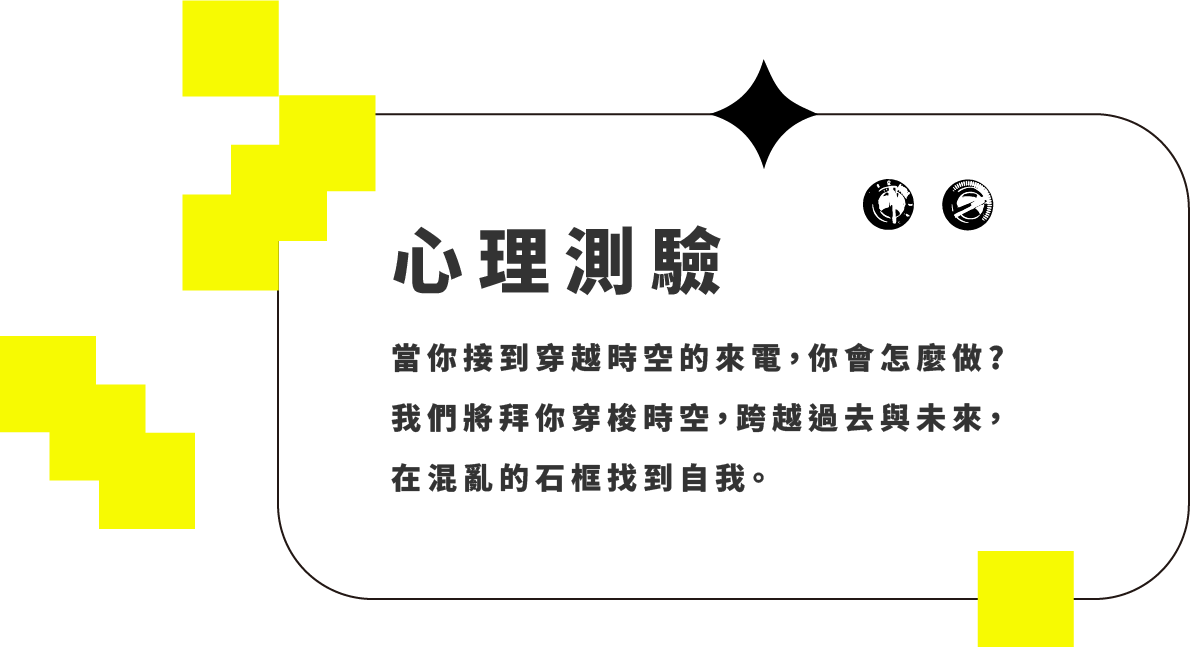 心理測驗
當你接到穿越時空的來電，你會怎麼做？
我們將拜你穿梭時空，跨越過去與未來，
在混亂的石框找到自我。